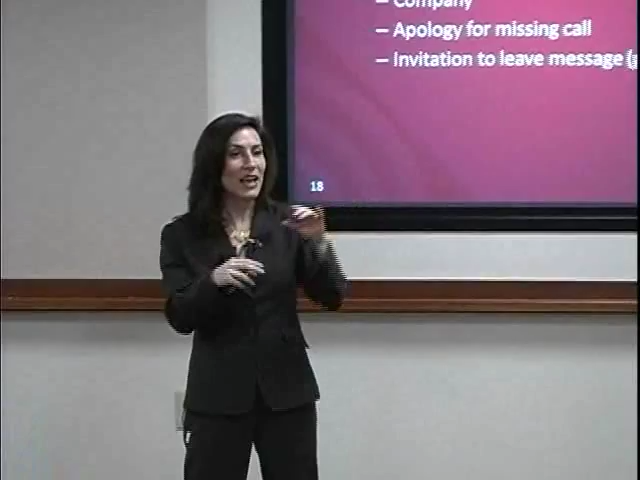 – Company
– Apology for missing call
– Invitation to leave message (
18